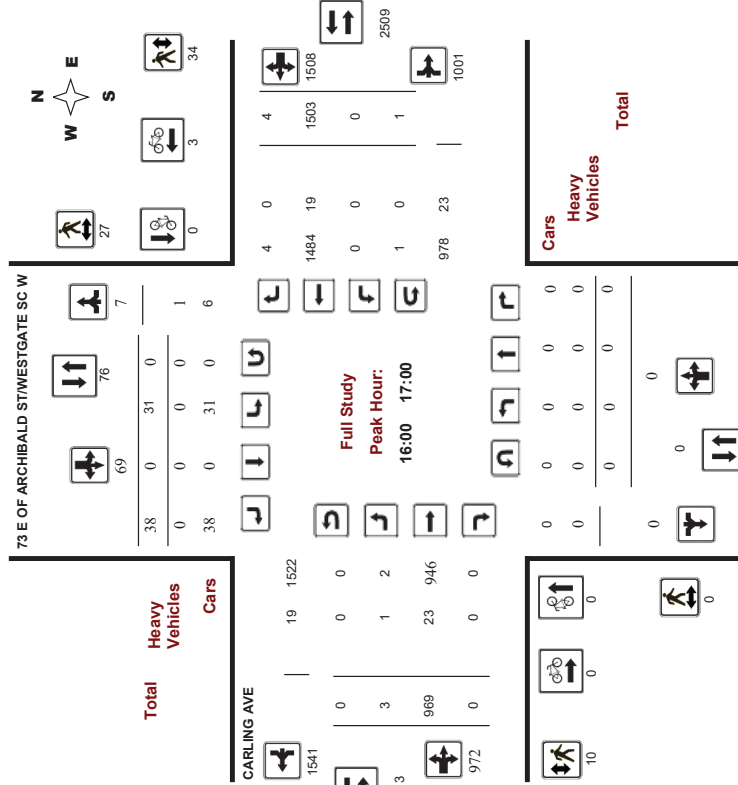 73 E OF ARCHIBALD ST/WESTGATE SC W
N
W
E
S
27
34
0
3
69
76
7
38 0 31 0
0 0 0 0 1
38 0 31 0 6
Total
Heavy
Vehicles
Cars
CARLING AVE
1541
19 1522
0 0 0
3 1 2
969 23 946
0 0 0
3
972
Full Study
Peak Hour:
16:00 17:00
4 0 4
1484 19 1503
0 0 0
1 0 1
978 23
1508
2509
1001
Cars
Heavy
Vehicles
Total
0 0 0 0 0
0 0 0 0 0
0 0 0 0
0 0
0
10
0
0
0